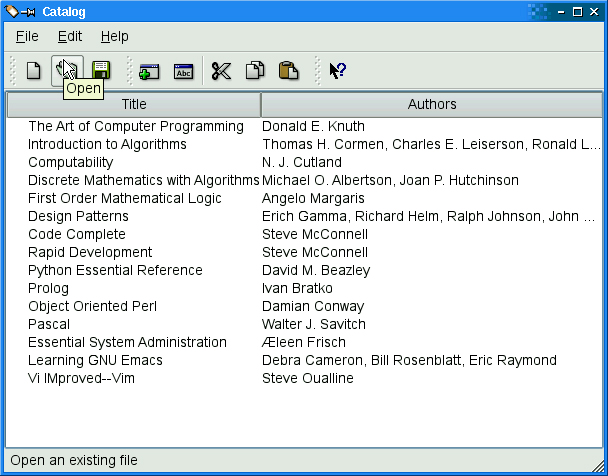 Catalog
File Edit Help
Abc
Open
Title Authors
The Art of Computer Programming Donald E. Knuth
Introduction to Algorithms Thomas H. Cormen, Charles E. Leiserson, Ronald L...
Computability N. J. Cutland
Discrete Mathematics with Algorithms Michael O. Albertson, Joan P. Hutchinson
First Order Mathematical Logic Angelo Margaris
Design Patterns Erich Gamma, Richard Helm, Ralph Johnson, John ...
Code Complete Steve McConnell
Rapid Development Steve McConnell
Python Essential Reference David M. Beazley
Prolog Ivan Bratko
Object Oriented Perl Damian Conway
Pascal Walter J. Savitch
Essential System Administration Æleen Frisch
Learning GNU Emacs Debra Cameron, Bill Rosenblatt, Eric Raymond
Vi IMproved--Vim Steve Oualline
Open an existing file